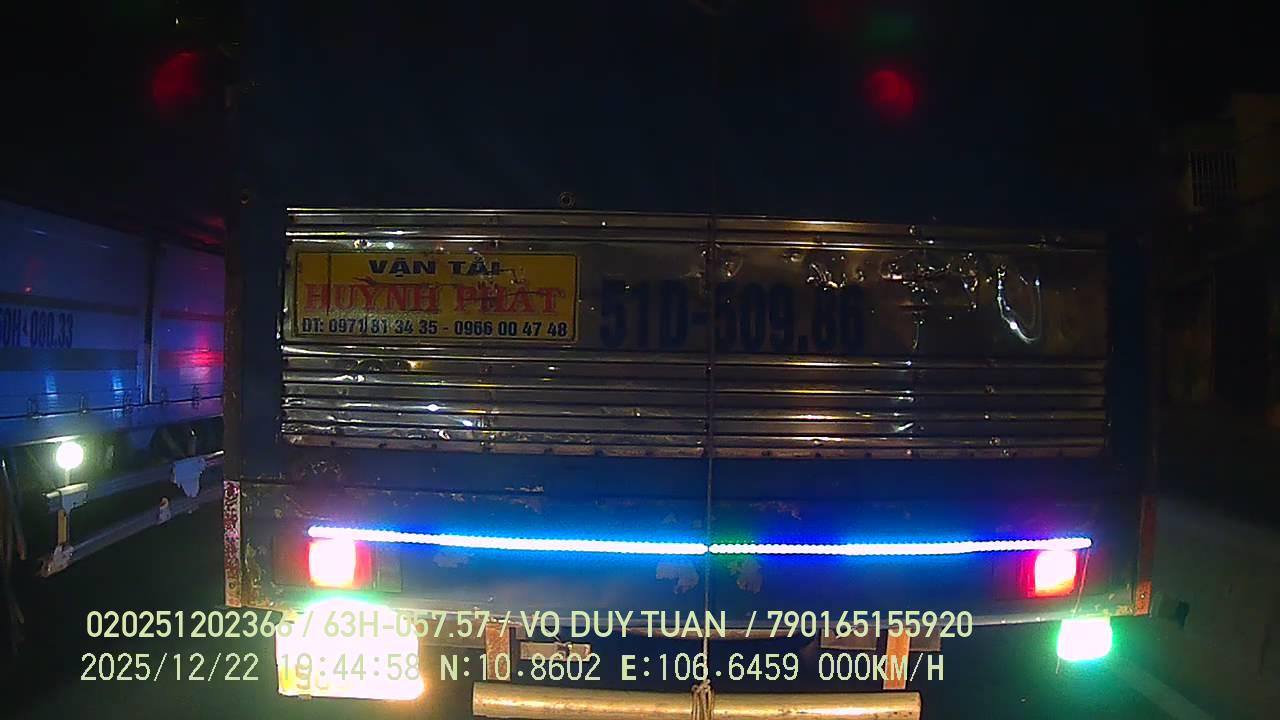 VẬN TẢI
HUỲNH PHÁT
ĐT: 0971 81 34 35 - 0966 00 47 48
51D-509.86
020251202366 / 63H-057.57 / VO DUY TUAN / 790165155920
2025/12/22 19:44:58 N:10.8602 E:106.6459 000KM/H